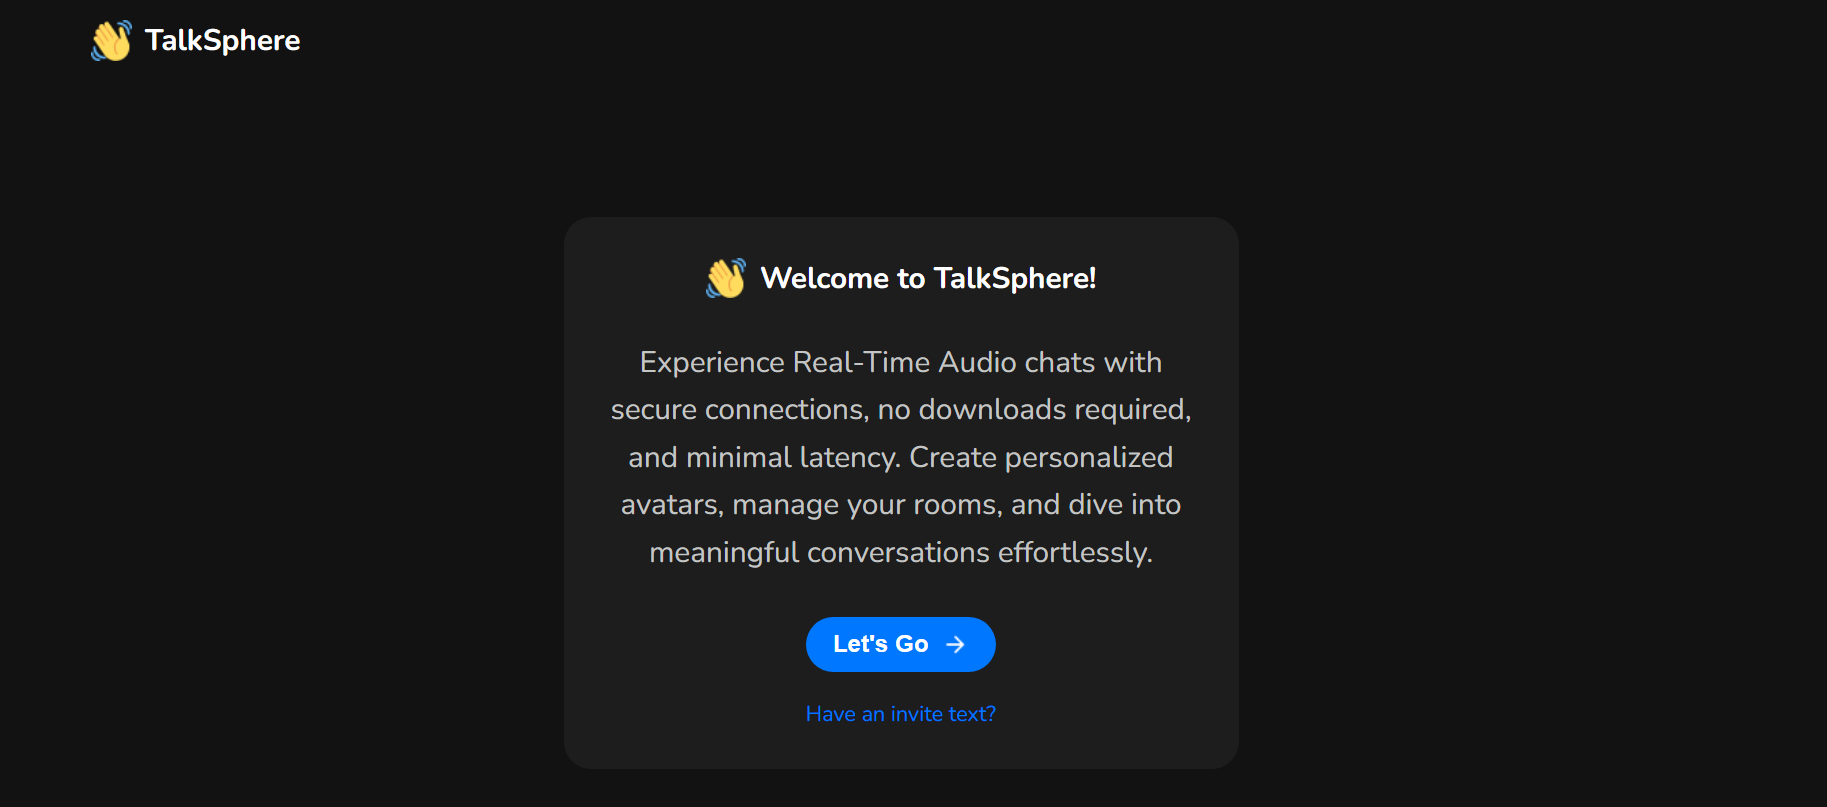 TalkSphere
Welcome to TalkSphere!
Experience Real-Time Audio chats with
secure connections, no downloads required,
and minimal latency. Create personalized
avatars, manage your rooms, and dive into
meaningful conversations effortlessly.
Let's Go →
Have an invite text?